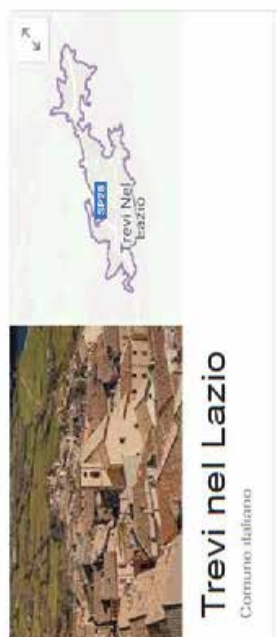 SP28
Trevi Nel
Lazio
Trevi nel Lazio
Comune italiano